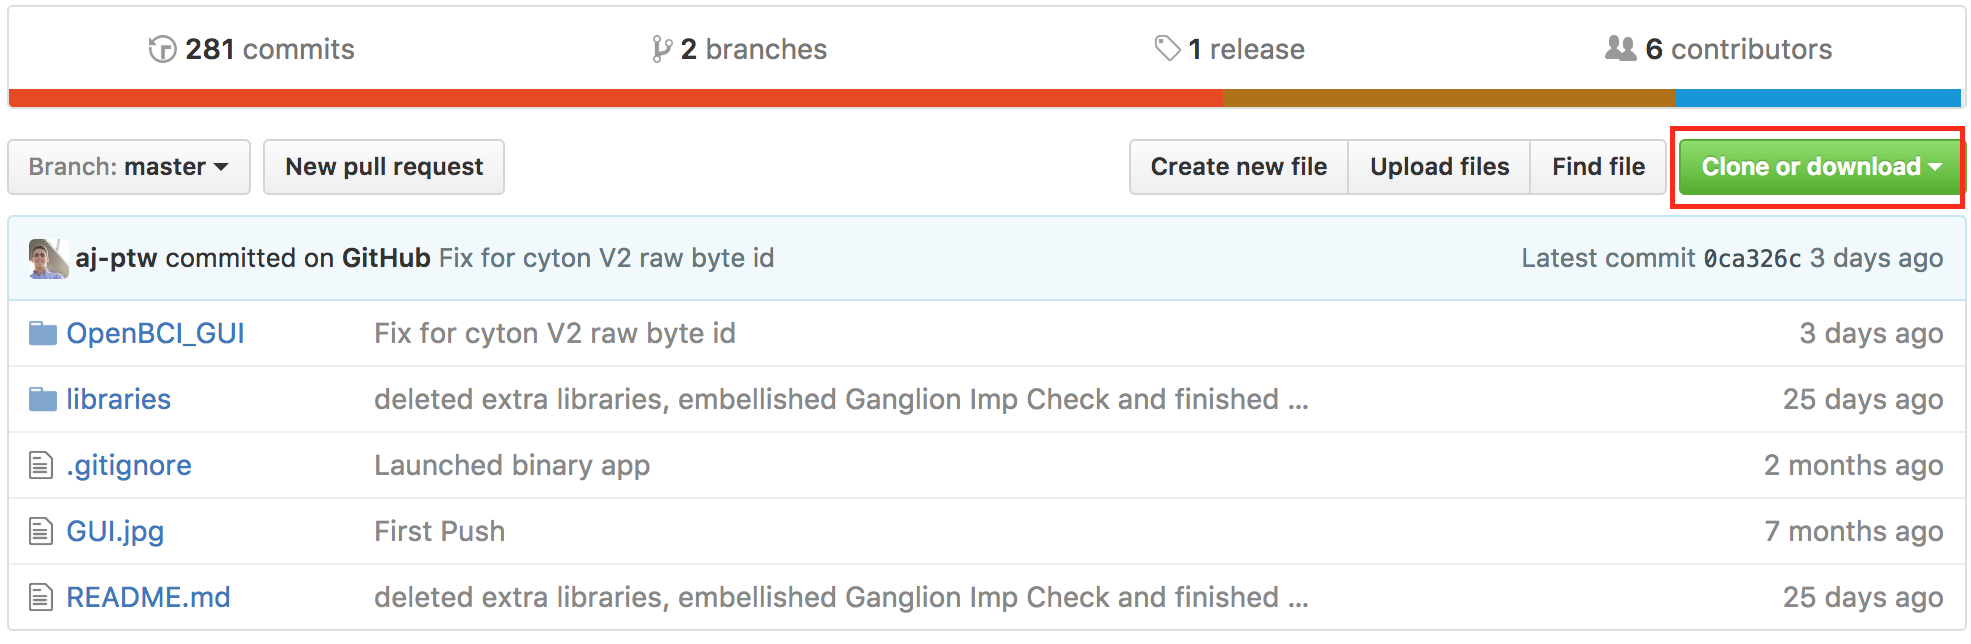 281 commits 2 branches 1 release 6 contributors
Branch: master New pull request Create new file Upload files Find file Clone or download
aj-ptw committed on GitHub Fix for cyton V2 raw byte id Latest commit 0ca326c 3 days ago
OpenBCI_GUI Fix for cyton V2 raw byte id 3 days ago
libraries deleted extra libraries, embellished Ganglion Imp Check and finished ... 25 days ago
.gitignore Launched binary app 2 months ago
GUI.jpg First Push 7 months ago
README.md deleted extra libraries, embellished Ganglion Imp Check and finished ... 25 days ago